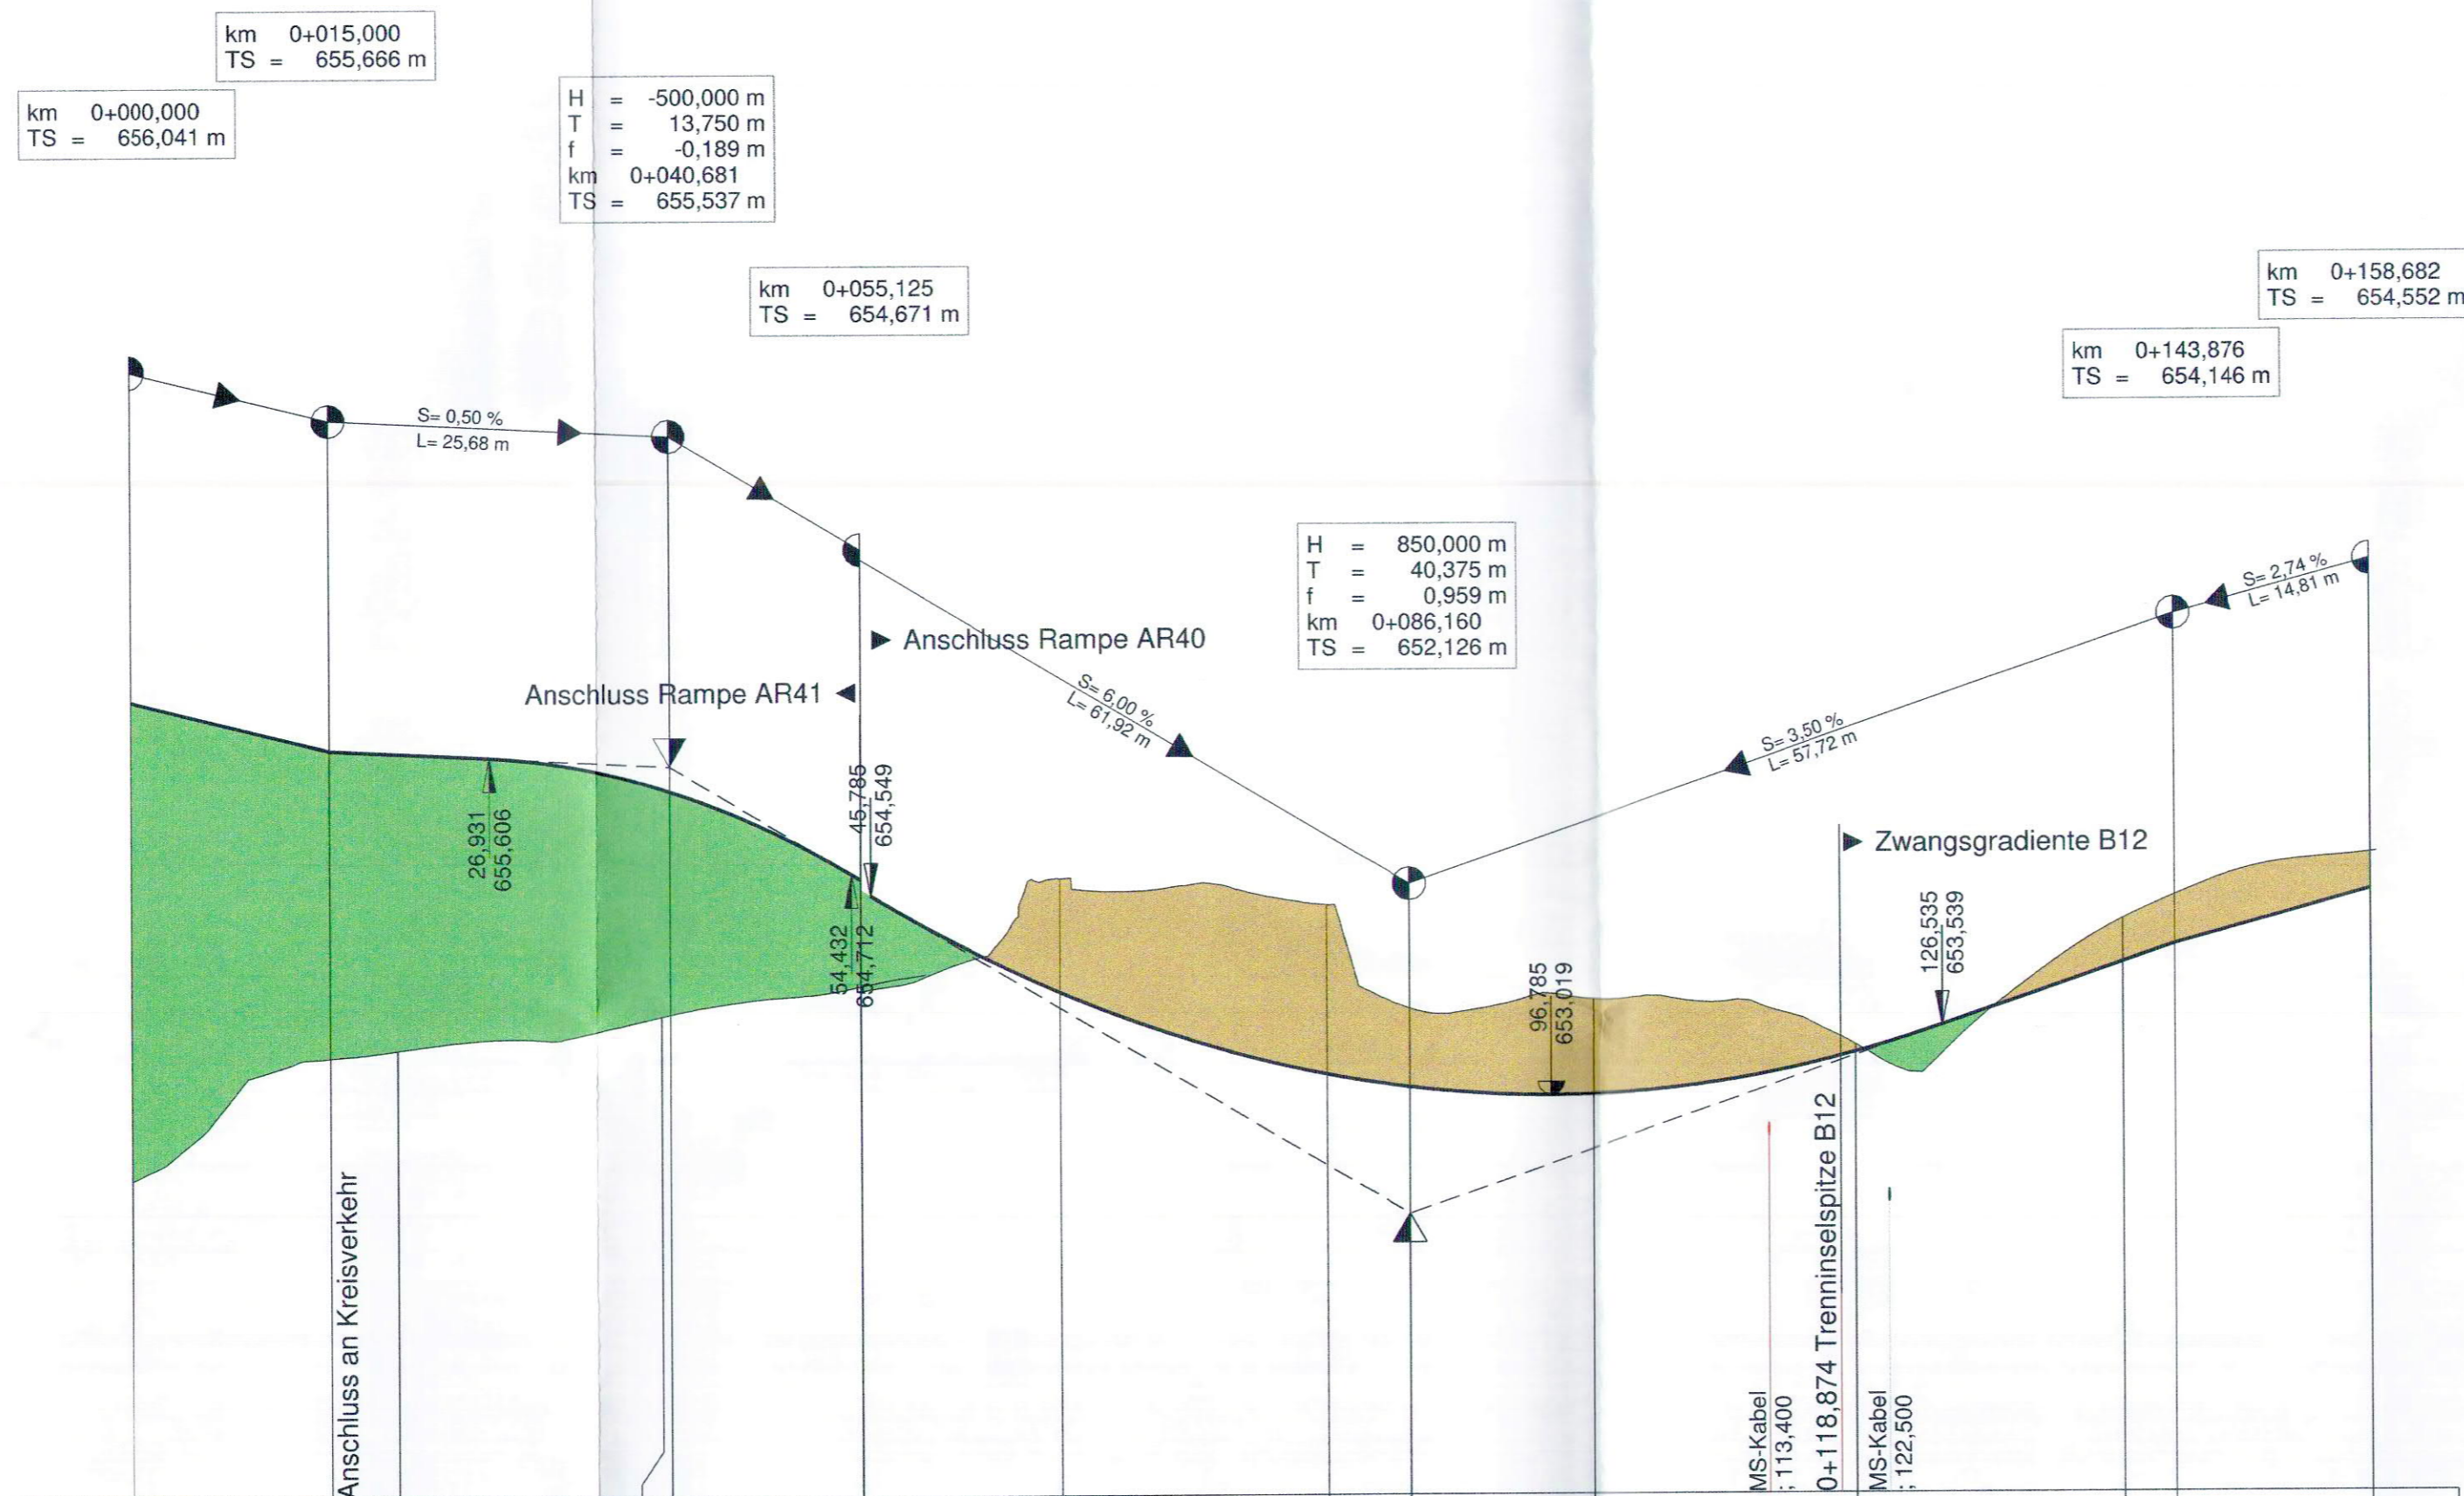 km 0+015,000
TS = 655,666 m
km 0+000,000
TS = 656,041 m
H = -500,000 m
T = 13,750 m
f = -0,189 m
km 0+040,681
TS = 655,537 m
km 0+055,125
TS = 654,671 m
km 0+158,682
TS = 654,552 m
km 0+143,876
TS = 654,146 m
S= 0,50 %
L= 25,68 m
H = 850,000 m
T = 40,375 m
f = 0,959 m
km 0+086,160
TS = 652,126 m
S= 2,74 %
L= 14,81 m
Anschluss Rampe AR40
Anschluss Rampe AR41
S= 6,00 %
L= 61,92 m
S= 3,50 %
L= 57,72 m
26,931
655,606
45,785
654,549
54,432
654,712
Zwangsgradiente B12
96,785
653,019
126,535
653,539
Anschluss an Kreisverkehr
MS-Kabel
; 113,400
0+118,874 Trenninselspitze B12
MS-Kabel
; 122,500